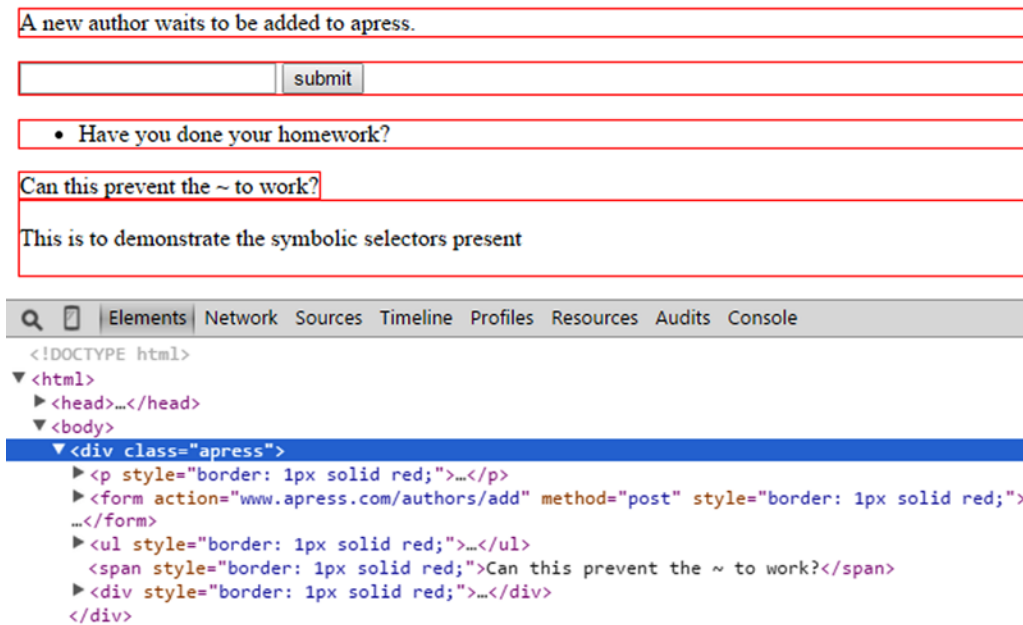 A new author waits to be added to apress.
submit
• Have you done your homework?
Can this prevent the ~ to work?
This is to demonstrate the symbolic selectors present
Elements Network Sources Timeline Profiles Resources Audits Console
<!DOCTYPE html>
▼<html>
▶<head>…</head>
▼<body>
▼<div class="apress">
▶<p style="border: 1px solid red;">…</p>
▶<form action="www.apress.com/authors/add" method="post" style="border: 1px solid red;">
…</form>
▶<ul style="border: 1px solid red;">…</ul>
<span style="border: 1px solid red;">Can this prevent the ~ to work?</span>
▶<div style="border: 1px solid red;">…</div>
</div>